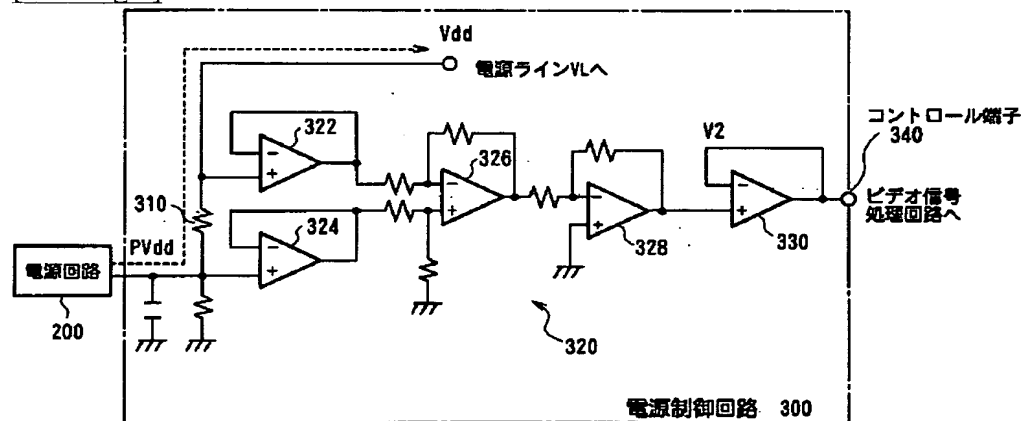 Vdd
電源ラインVLへ
322
326
V2
コントロール端子
340
310
324
328
330
ビデオ信号
処理回路へ
PVdd
電源回路
200
320
電源制御回路 300